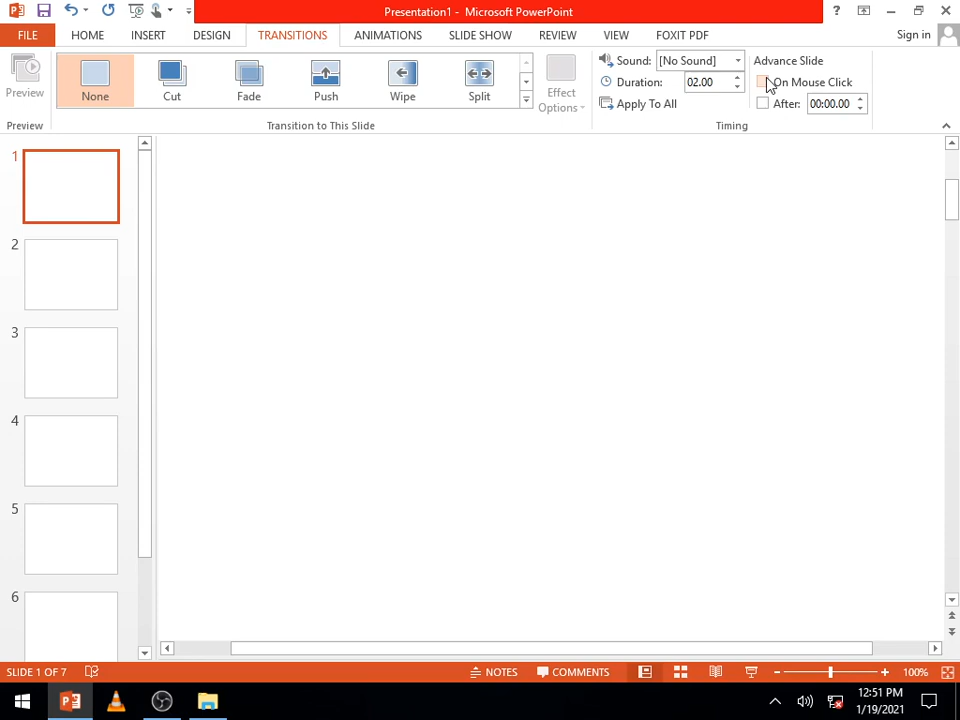 Presentation1 - Microsoft PowerPoint
?
FILE HOME INSERT DESIGN TRANSITIONS ANIMATIONS SLIDE SHOW REVIEW VIEW FOXIT PDF Sign in
Preview
None Cut Fade Push Wipe Split
Effect
Options
Sound: [No Sound]
Duration: 02.00
Apply To All
Advance Slide
On Mouse Click
After: 00:00.00
Preview Transition to This Slide Timing
1
2
3
4
5
6
SLIDE 1 OF 7 NOTES COMMENTS 100%
12:51 PM
1/19/2021